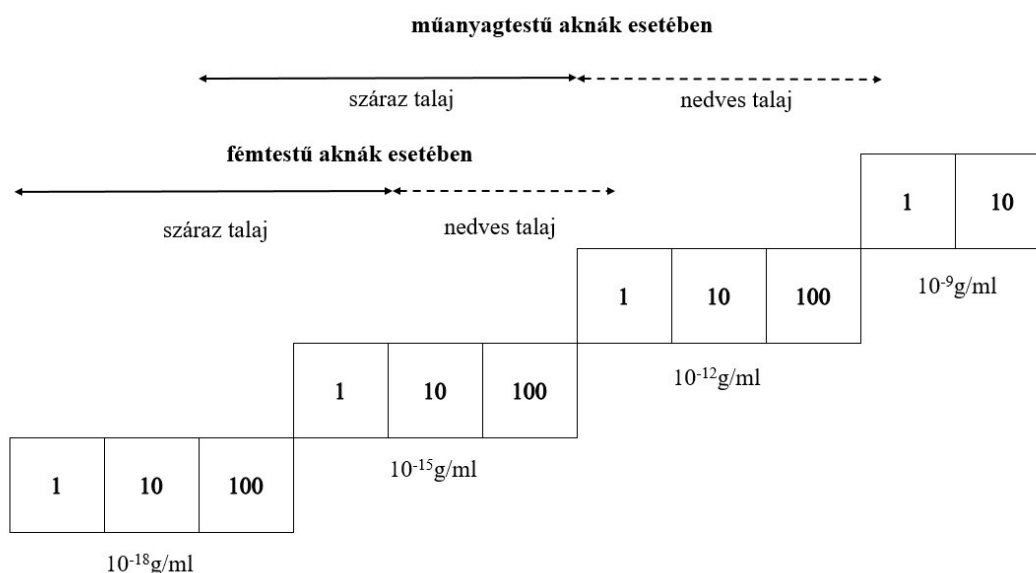 műanyagtestű aknák esetében
száraz talaj nedves talaj
fémtestű aknák esetében
száraz talaj nedves talaj
1 10
10⁻⁹g/ml
1 10 100
10⁻¹²g/ml
1 10 100
10⁻¹⁵g/ml
1 10 100
10⁻¹⁸g/ml